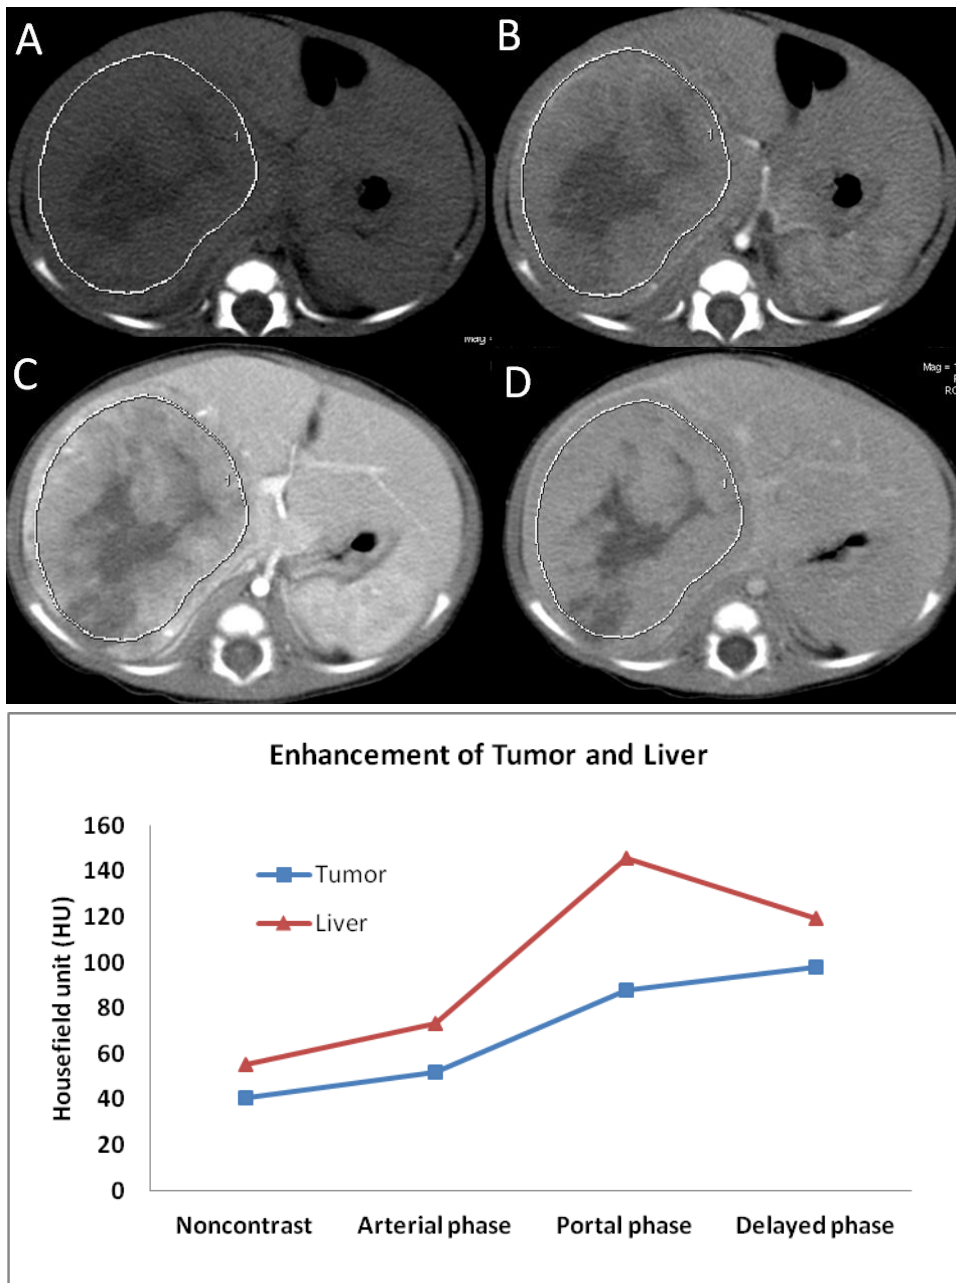 A
B
1
1
C
D
Mag = 1
1
1
Enhancement of Tumor and Liver
160
140
120
100
80
60
40
20
0
Housefield unit (HU)
Tumor
Liver
Noncontrast
Arterial phase
Portal phase
Delayed phase